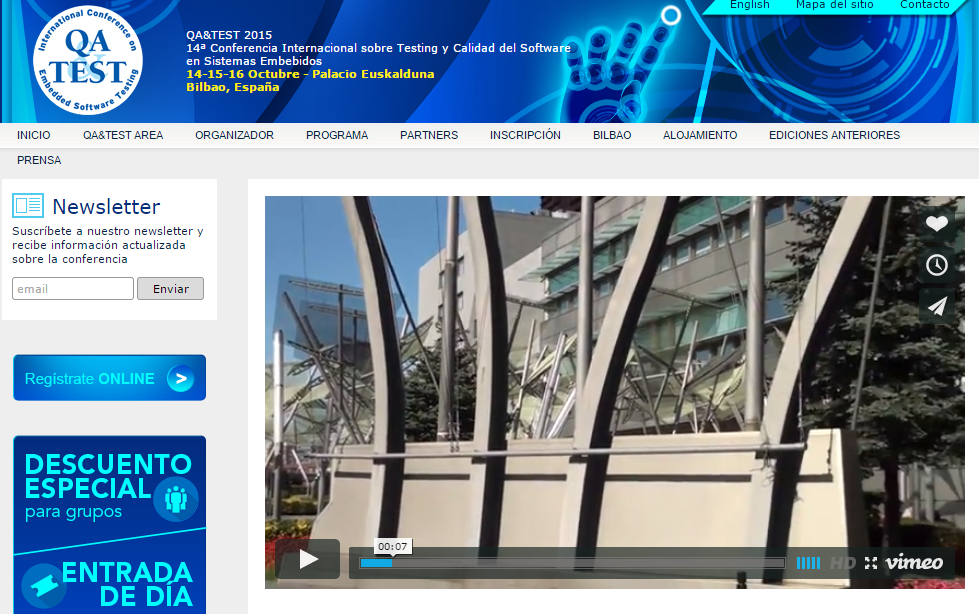 English Mapa del sitio Contacto
International Conference on
QA
&
TEST
Embedded Software Testing
QA&TEST 2015
14ª Conferencia Internacional sobre Testing y Calidad del Software
en Sistemas Embebidos
14-15-16 Octubre - Palacio Euskalduna
Bilbao, España
INICIO QA&TEST AREA ORGANIZADOR PROGRAMA PARTNERS INSCRIPCIÓN BILBAO ALOJAMIENTO EDICIONES ANTERIORES
PRENSA
Newsletter
Suscríbete a nuestro newsletter y
recibe información actualizada
sobre la conferencia
email Enviar
Regístrate ONLINE >
DESCUENTO
ESPECIAL
para grupos
ENTRADA
DE DÍA
00:07
HD vimeo